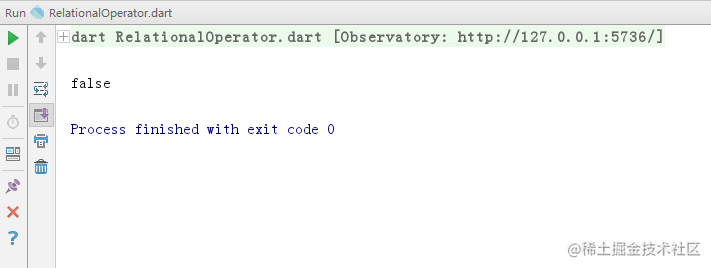 Run RelationalOperator.dart
dart RelationalOperator.dart [Observatory: http://127.0.0.1:5736/]
false
Process finished with exit code 0
@稀土掘金技术社区